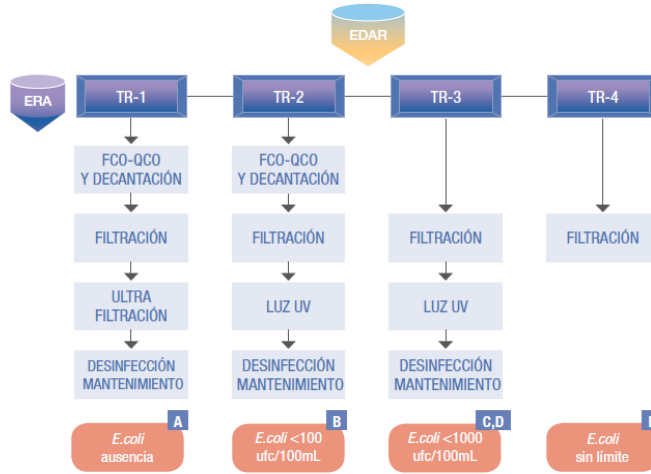 EDAR
ERA
TR-1
TR-2
TR-3
TR-4
FCO-QCO
Y DECANTACIÓN
FCO-QCO
Y DECANTACIÓN
FILTRACIÓN
FILTRACIÓN
FILTRACIÓN
FILTRACIÓN
ULTRA
FILTRACIÓN
LUZ UV
LUZ UV
DESINFECCIÓN
MANTENIMIENTO
DESINFECCIÓN
MANTENIMIENTO
DESINFECCIÓN
MANTENIMIENTO
A
E.coli
ausencia
B
E.coli <100
ufc/100mL
C,D
E.coli <1000
ufc/100mL
E.coli
sin límite